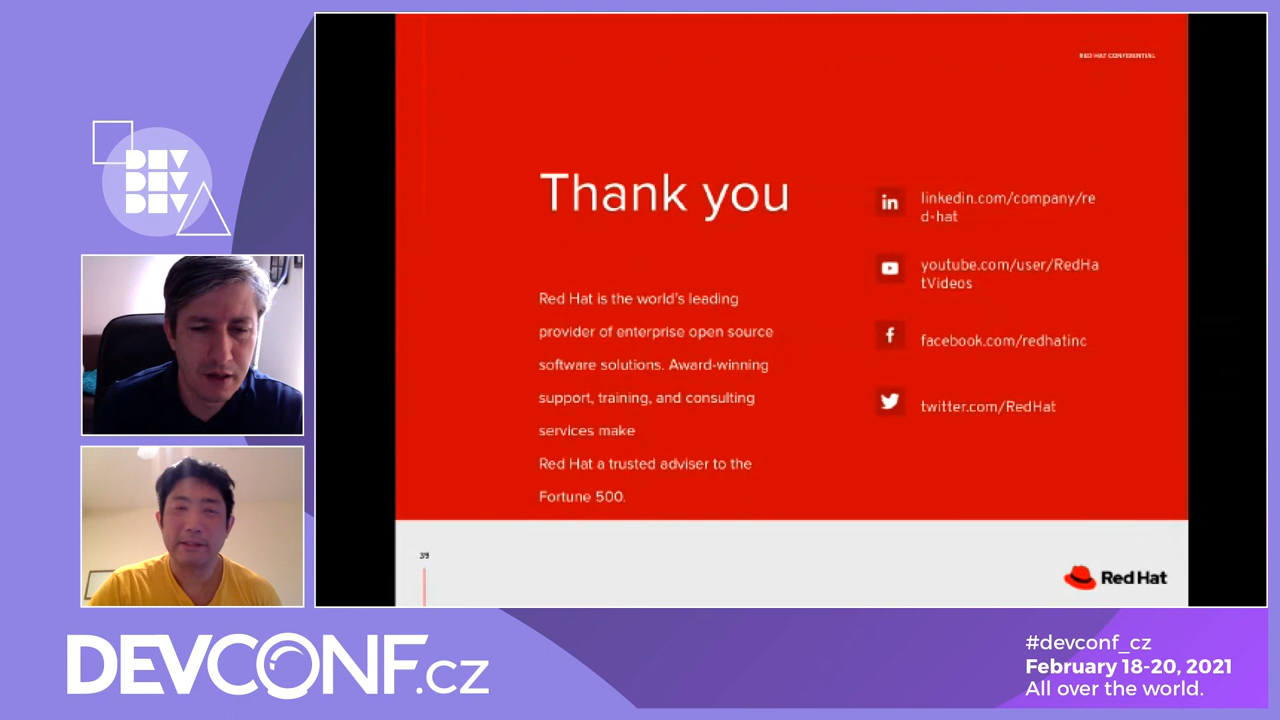 DEV
DEV
DEV
RED HAT CONFIDENTIAL
Thank you
Red Hat is the world's leading
provider of enterprise open source
software solutions. Award-winning
support, training, and consulting
services make
Red Hat a trusted adviser to the
Fortune 500.
in
linkedin.com/company/re
d-hat
youtube.com/user/RedHa
tVideos
f
facebook.com/redhatinc
twitter.com/RedHat
39
Red Hat
DEVCONF.cz
#devconf_cz
February 18-20, 2021
All over the world.